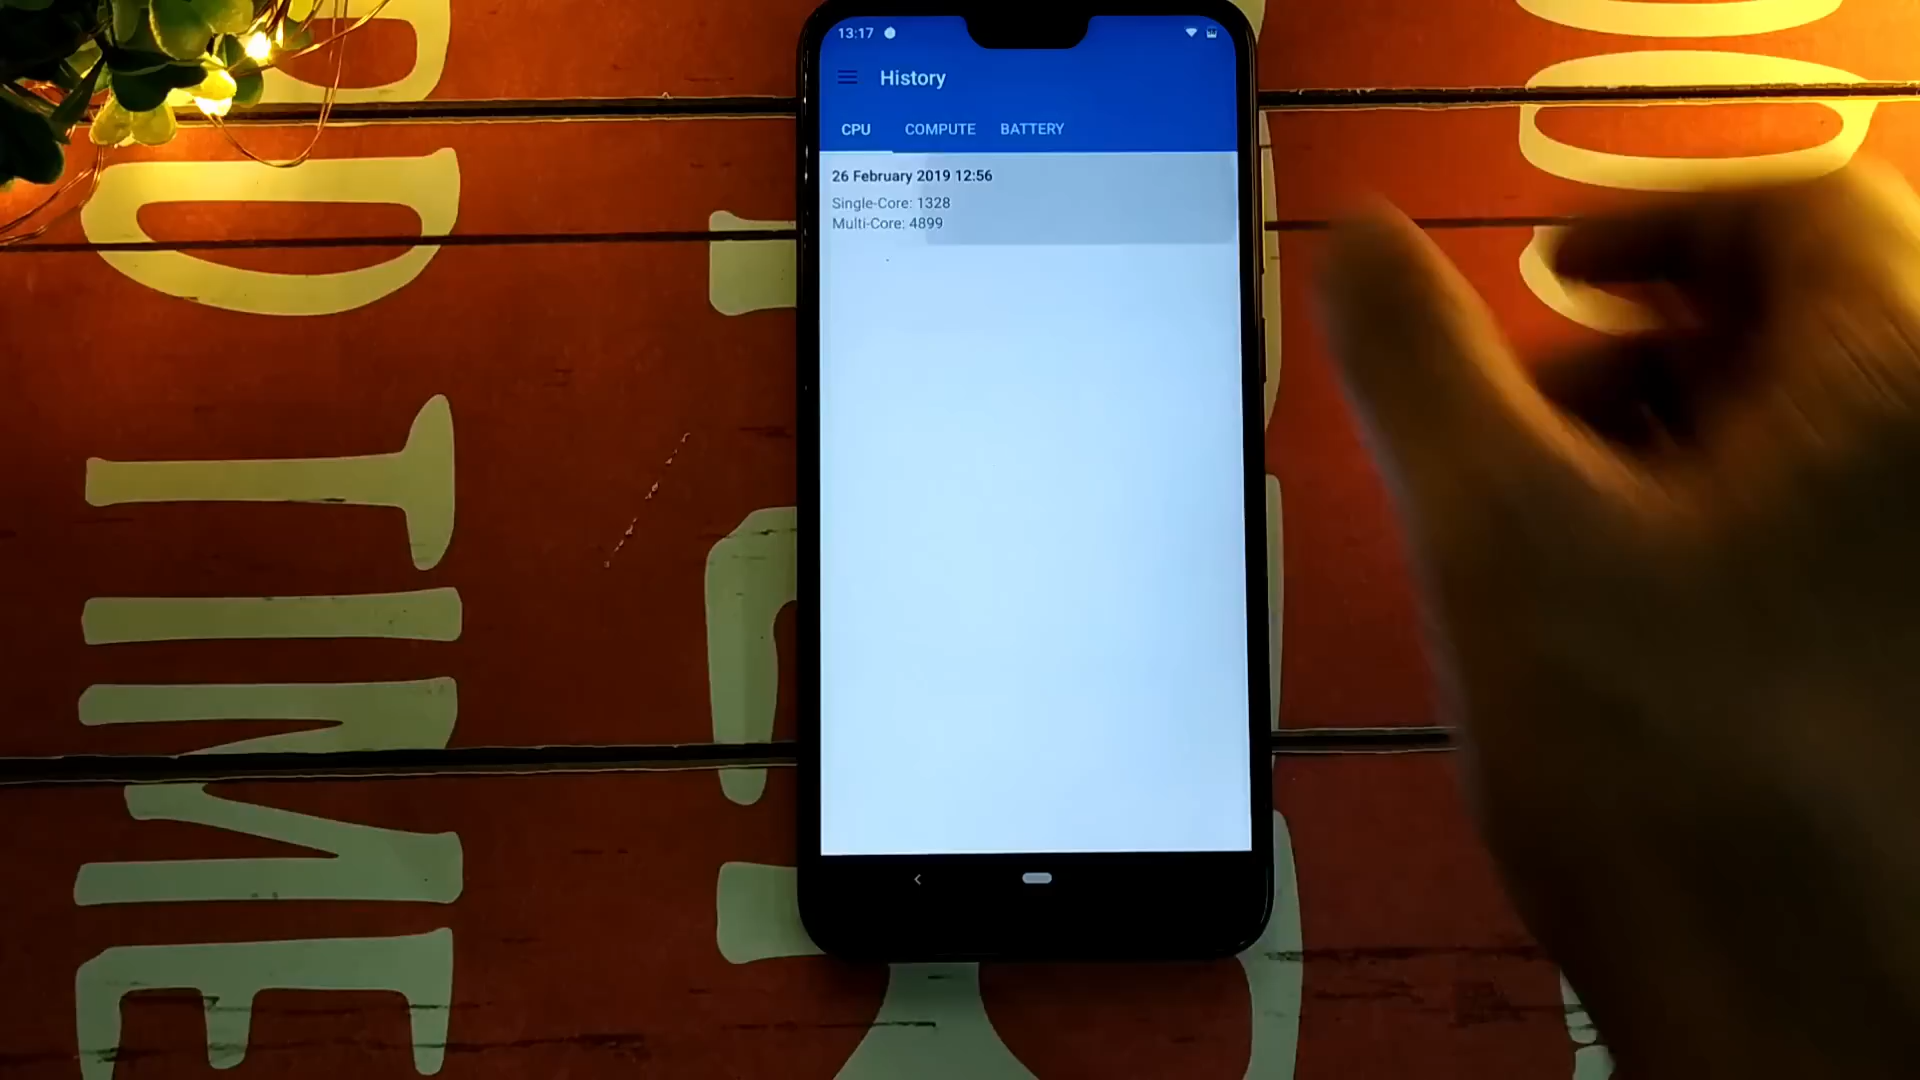 13:17
History
CPU COMPUTE BATTERY
26 February 2019 12:56
Single-Core: 1328
Multi-Core: 4899
TIME